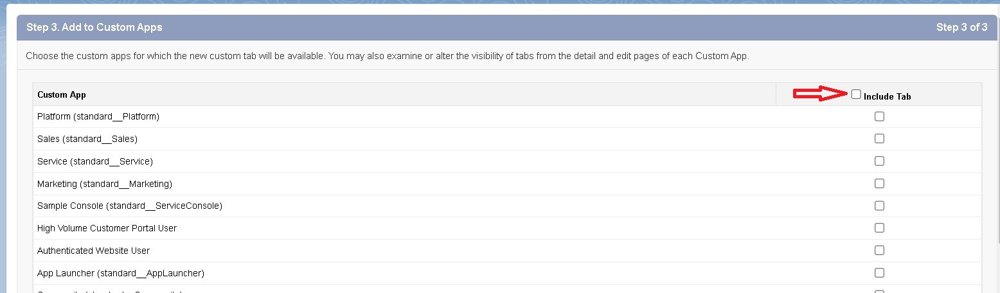 Step 3. Add to Custom Apps Step 3 of 3
Choose the custom apps for which the new custom tab will be available. You may also examine or alter the visibility of tabs from the detail and edit pages of each Custom App.
Custom App Include Tab
Platform (standard__Platform)
Sales (standard__Sales)
Service (standard__Service)
Marketing (standard__Marketing)
Sample Console (standard__ServiceConsole)
High Volume Customer Portal User
Authenticated Website User
App Launcher (standard__AppLauncher)